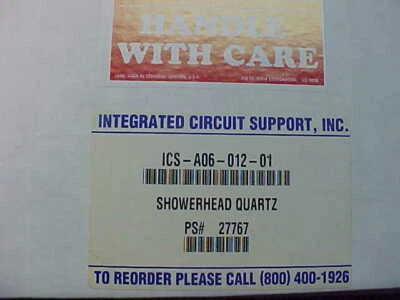 HANDLE
WITH CARE
INTEGRATED CIRCUIT SUPPORT, INC.
ICS-A06-012-01
SHOWERHEAD QUARTZ
PS# 27767
TO REORDER PLEASE CALL (800) 400-1926